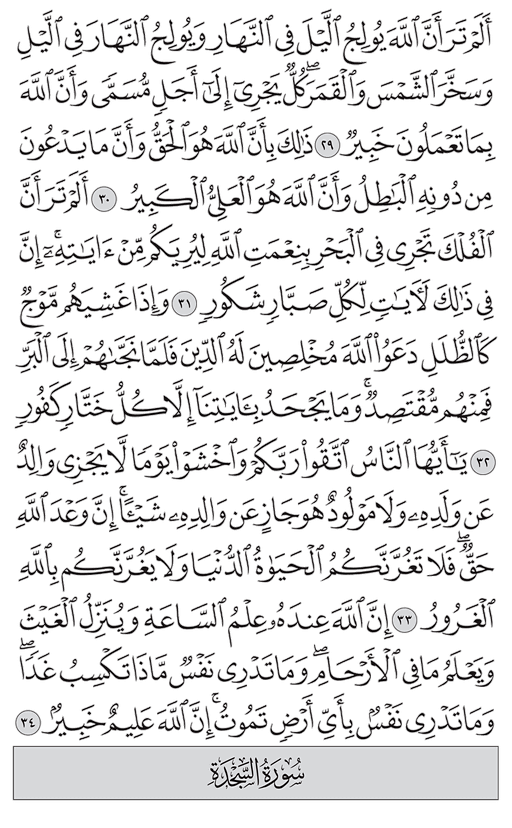 أَلَمۡ تَرَ أَنَّ ٱللَّهَ يُولِجُ ٱلَّيۡلَ فِي ٱلنَّهَارِ وَيُولِجُ ٱلنَّهَارَ فِي ٱلَّيۡلِ
وَسَخَّرَ ٱلشَّمۡسَ وَٱلۡقَمَرَۖ كُلّٞ يَجۡرِيٓ إِلَىٰٓ أَجَلٖ مُّسَمّٗى وَأَنَّ ٱللَّهَ
بِمَا تَعۡمَلُونَ خَبِيرٞ ٢٩ ذَٰلِكَ بِأَنَّ ٱللَّهَ هُوَ ٱلۡحَقُّ وَأَنَّ مَا يَدۡعُونَ
مِن دُونِهِ ٱلۡبَٰطِلُ وَأَنَّ ٱللَّهَ هُوَ ٱلۡعَلِيُّ ٱلۡكَبِيرُ ٣٠ أَلَمۡ تَرَ أَنَّ
ٱلۡفُلۡكَ تَجۡرِي فِي ٱلۡبَحۡرِ بِنِعۡمَتِ ٱللَّهِ لِيُرِيَكُم مِّنۡ ءَايَٰتِهِۦٓۚ إِنَّ
فِي ذَٰلِكَ لَأٓيَٰتٖ لِّكُلِّ صَبَّارٖ شَكُورٖ ٣١ وَإِذَا غَشِيَهُم مَّوۡجٞ
كَٱلظُّلَلِ دَعَوُاْ ٱللَّهَ مُخۡلِصِينَ لَهُ ٱلدِّينَ فَلَمَّا نَجَّىٰهُمۡ إِلَى ٱلۡبَرِّ
فَمِنۡهُم مُّقۡتَصِدٞۚ وَمَا يَجۡحَدُ بِـَٔايَٰتِنَآ إِلَّا كُلُّ خَتَّارٖ كَفُورٖ
٣٢ يَٰٓأَيُّهَا ٱلنَّاسُ ٱتَّقُواْ رَبَّكُمۡ وَٱخۡشَوۡاْ يَوۡمٗا لَّا يَجۡزِي وَالِدٌ
عَن وَلَدِهِۦ وَلَا مَوۡلُودٌ هُوَ جَازٍ عَن وَالِدِهِۦ شَيۡـًٔاۚ إِنَّ وَعۡدَ ٱللَّهِ
حَقّٞۖ فَلَا تَغُرَّنَّكُمُ ٱلۡحَيَوٰةُ ٱلدُّنۡيَا وَلَا يَغُرَّنَّكُم بِٱللَّهِ
ٱلۡغَرُورُ ٣٣ إِنَّ ٱللَّهَ عِندَهُۥ عِلۡمُ ٱلسَّاعَةِ وَيُنَزِّلُ ٱلۡغَيۡثَ
وَيَعۡلَمُ مَا فِي ٱلۡأَرۡحَامِۖ وَمَا تَدۡرِي نَفۡسٞ مَّاذَا تَكۡسِبُ غَدٗاۖ
وَمَا تَدۡرِي نَفۡسُۢ بِأَيِّ أَرۡضٖ تَمُوتُۚ إِنَّ ٱللَّهَ عَلِيمٌ خَبِيرُۢ ٣٤
سُورَةُ السَّجۡدَةِ